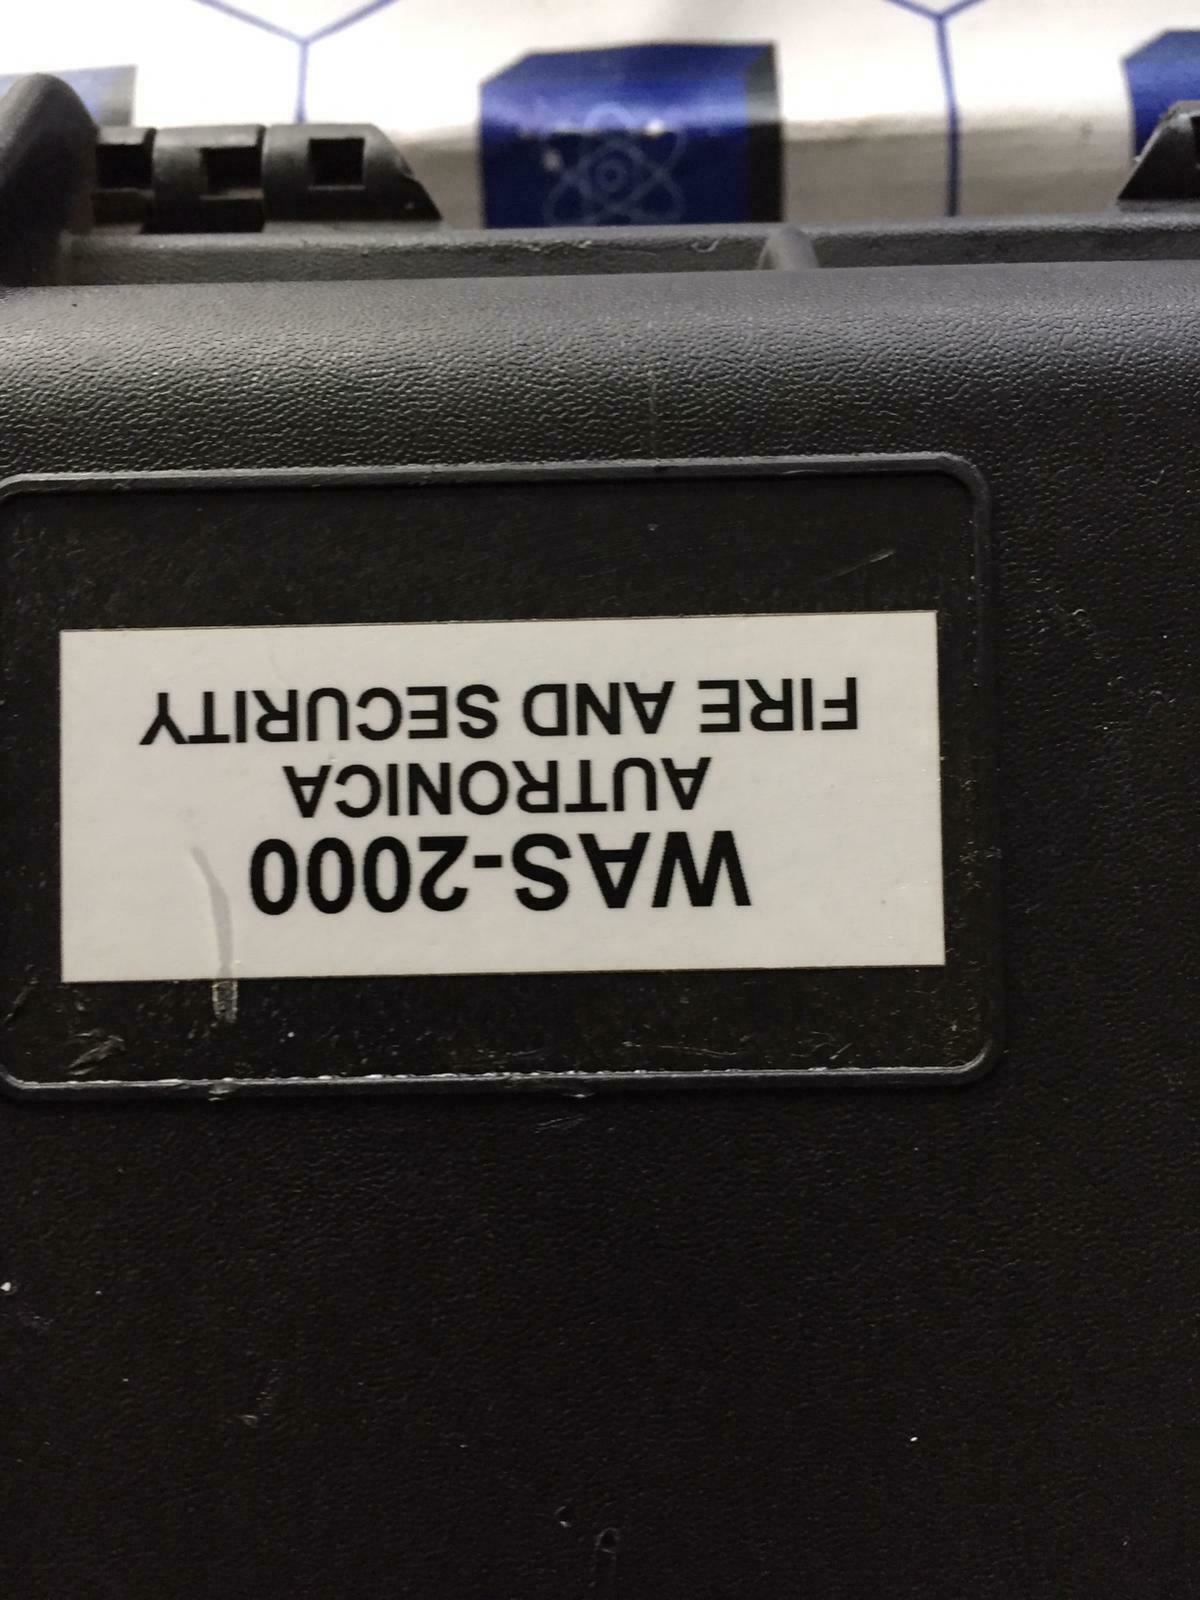 WAS-2000
AUTRONICA
FIRE AND SECURITY